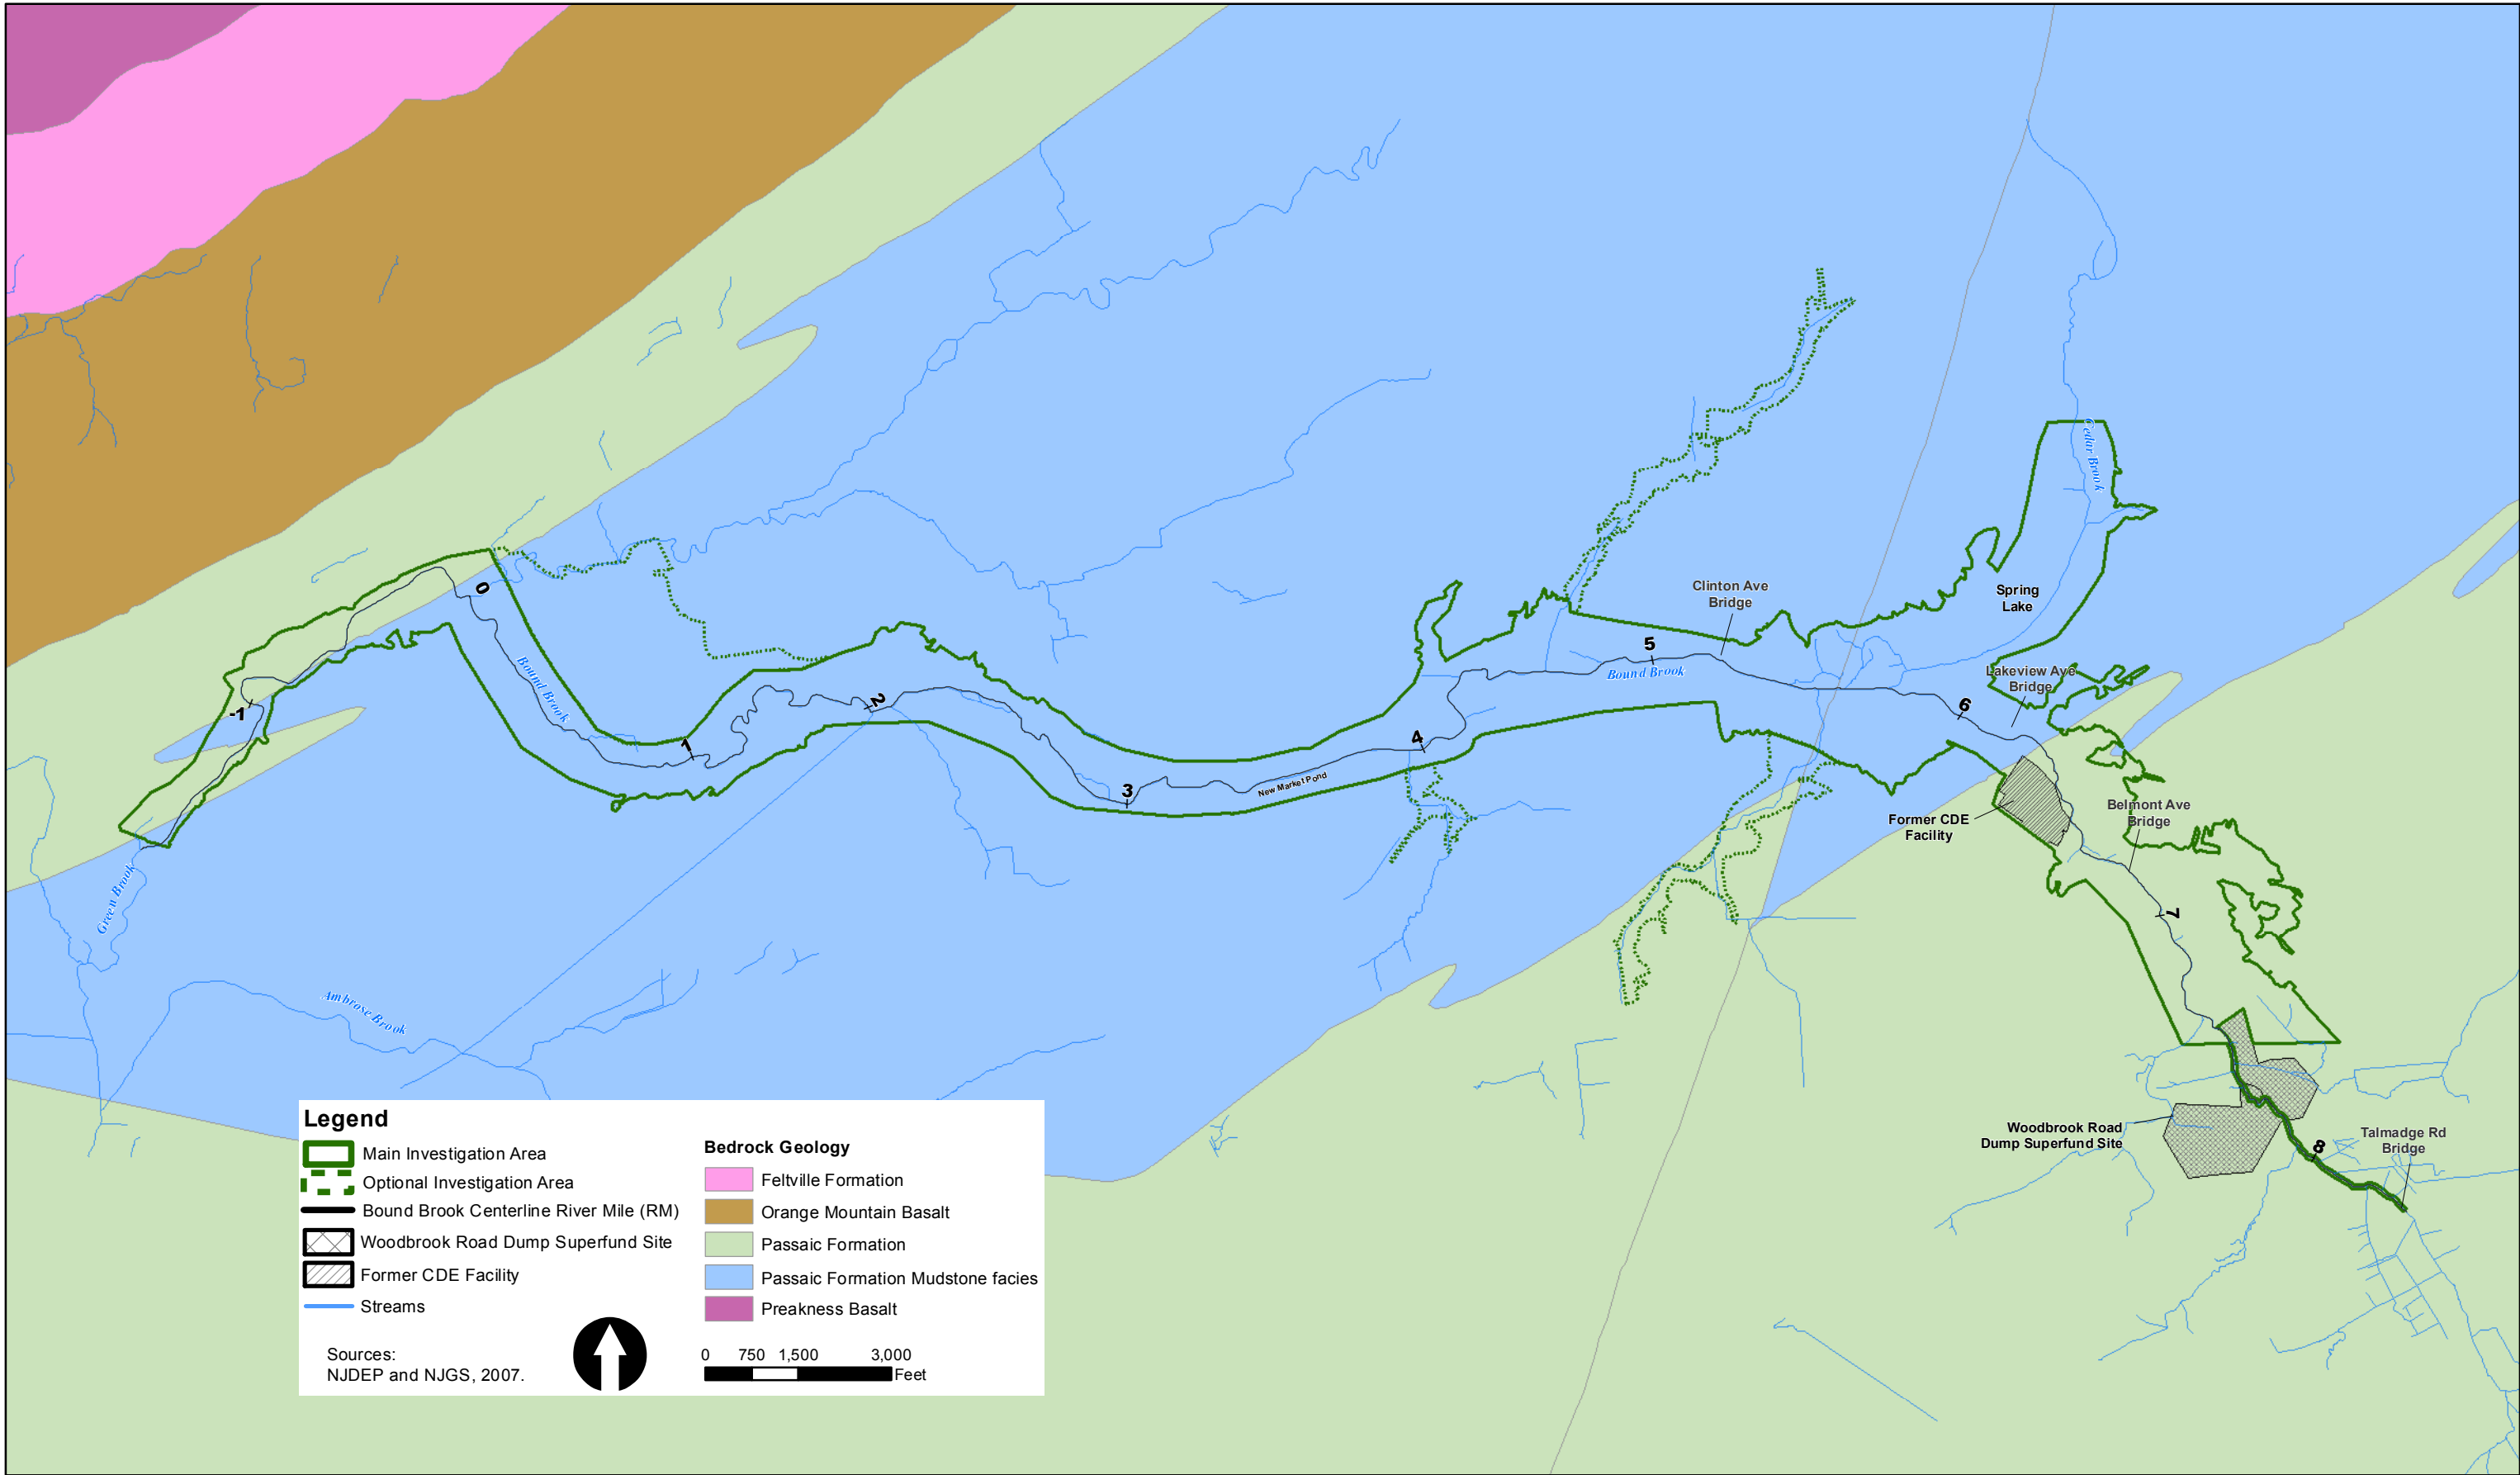 Cedar Brook
Clinton Ave
Bridge
Spring
Lake
0
5
Bound Brook
Lakeview Ave
Bridge
Bound Brook
-1
1
2
6
4
3
New Market Pond
Former CDE
Facility
Belmont Ave
Bridge
7
Green Brook
Ambrose Brook
Woodbrook Road
Dump Superfund Site
8
Talmadge Rd
Bridge
Legend
Main Investigation Area
Optional Investigation Area
Bound Brook Centerline River Mile (RM)
Woodbrook Road Dump Superfund Site
Former CDE Facility
Streams
Sources:
NJDEP and NJGS, 2007.
Bedrock Geology
Feltville Formation
Orange Mountain Basalt
Passaic Formation
Passaic Formation Mudstone facies
Preakness Basalt
0 750 1,500 3,000
Feet